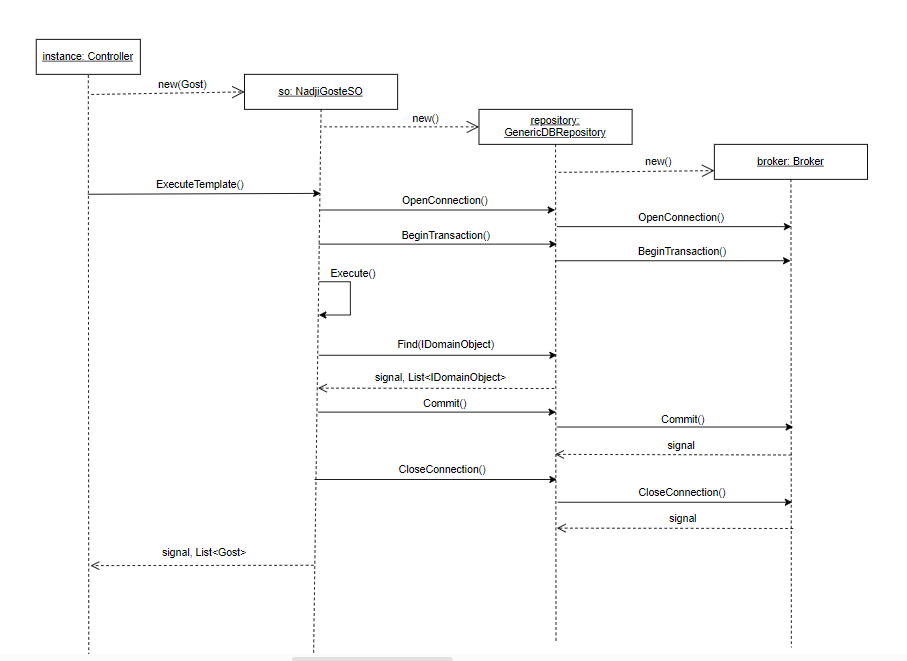 instance: Controller
new(Gost)
so: NadjiGosteSO
new()
repository:
GenericDBRepository
new()
broker: Broker
ExecuteTemplate()
OpenConnection()
OpenConnection()
BeginTransaction()
BeginTransaction()
Execute()
Find(IDomainObject)
signal, List<IDomainObject>
Commit()
Commit()
signal
CloseConnection()
CloseConnection()
signal
signal, List<Gost>